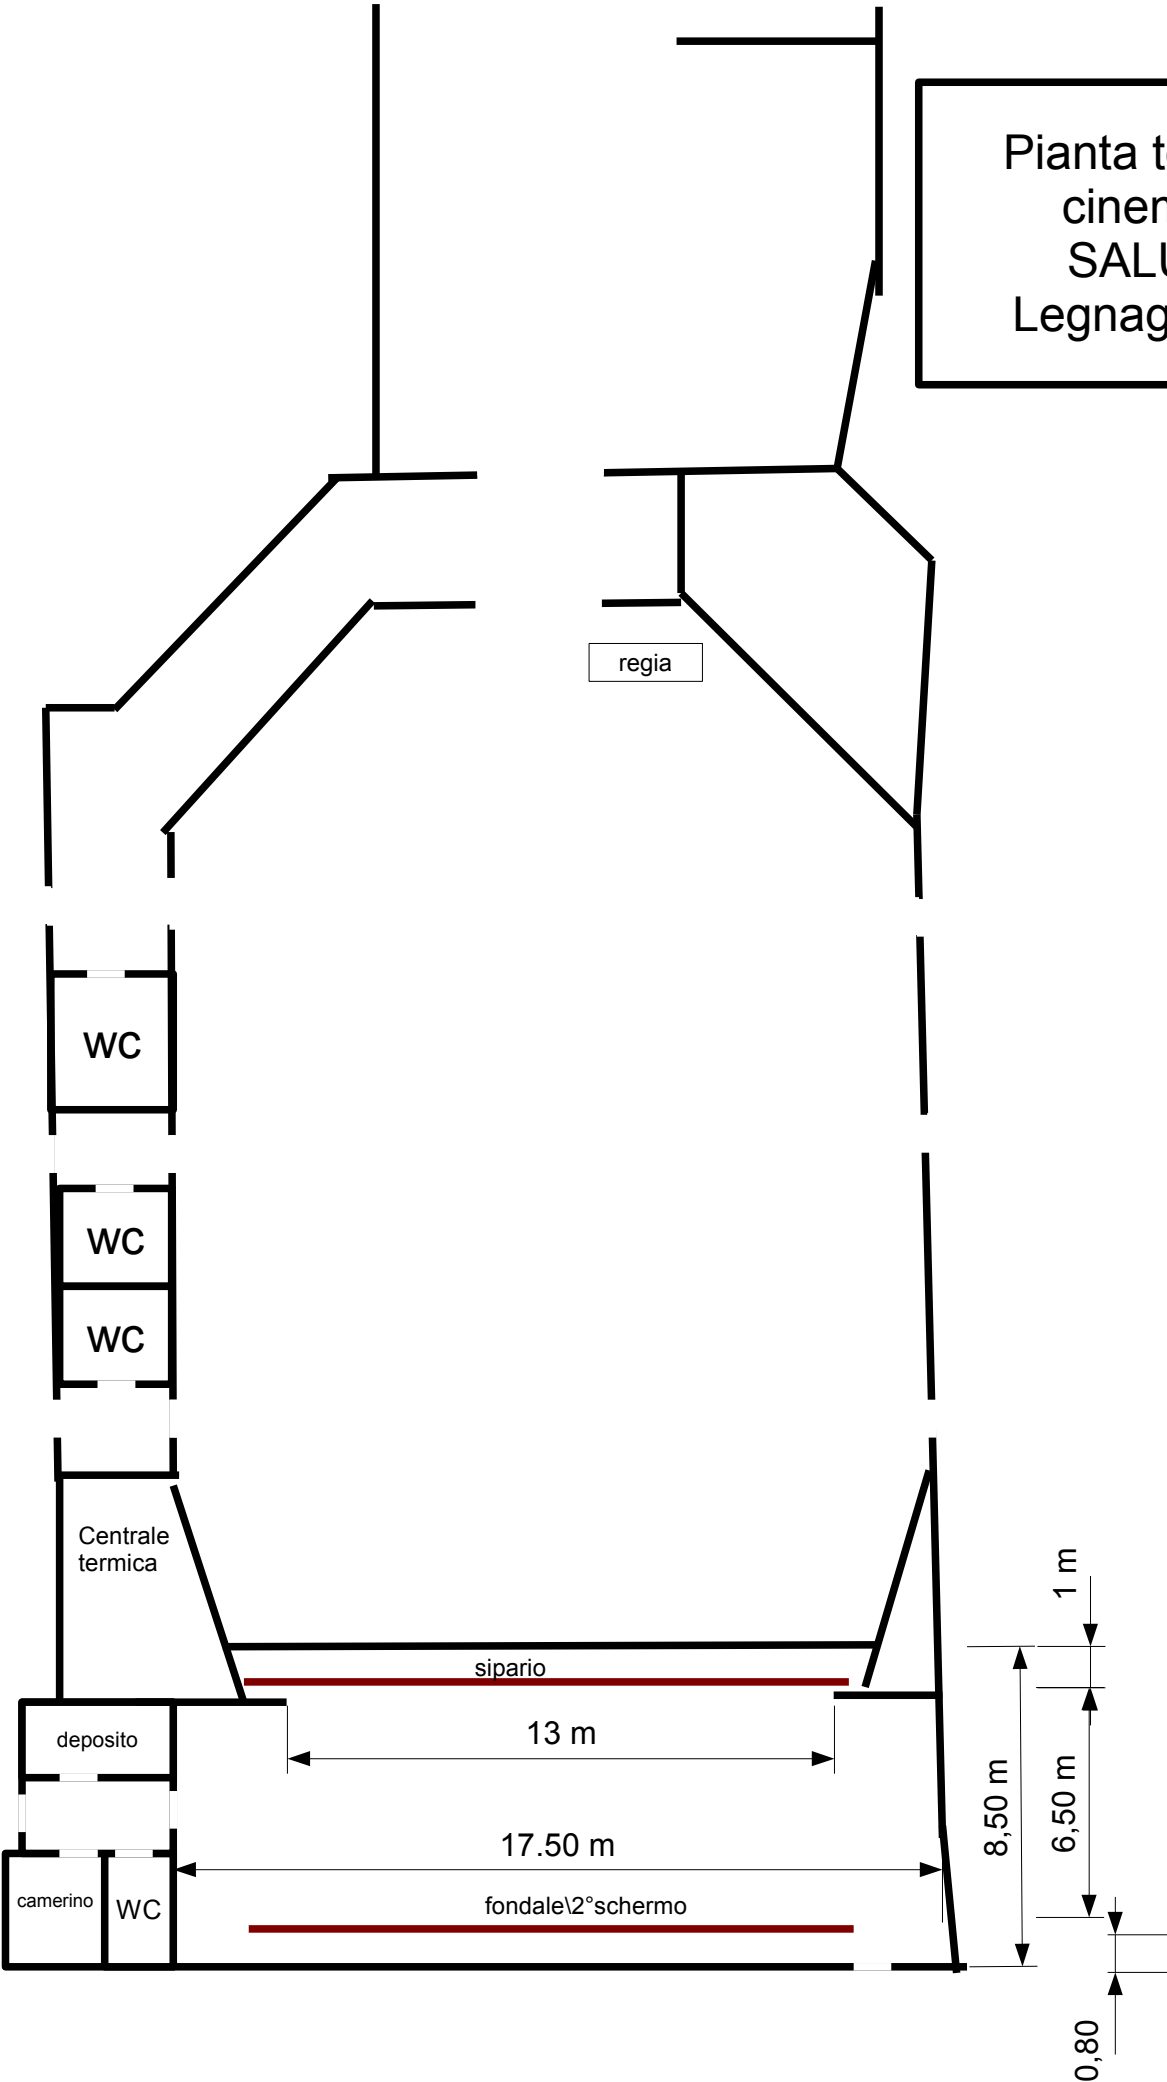 Pianta t
cinen
SALU
Legnag
regia
WC
WC
WC
Centrale
termica
1 m
sipario
deposito
13 m
8,50 m
6,50 m
17.50 m
camerino
WC
fondale\2°schermo
0,80